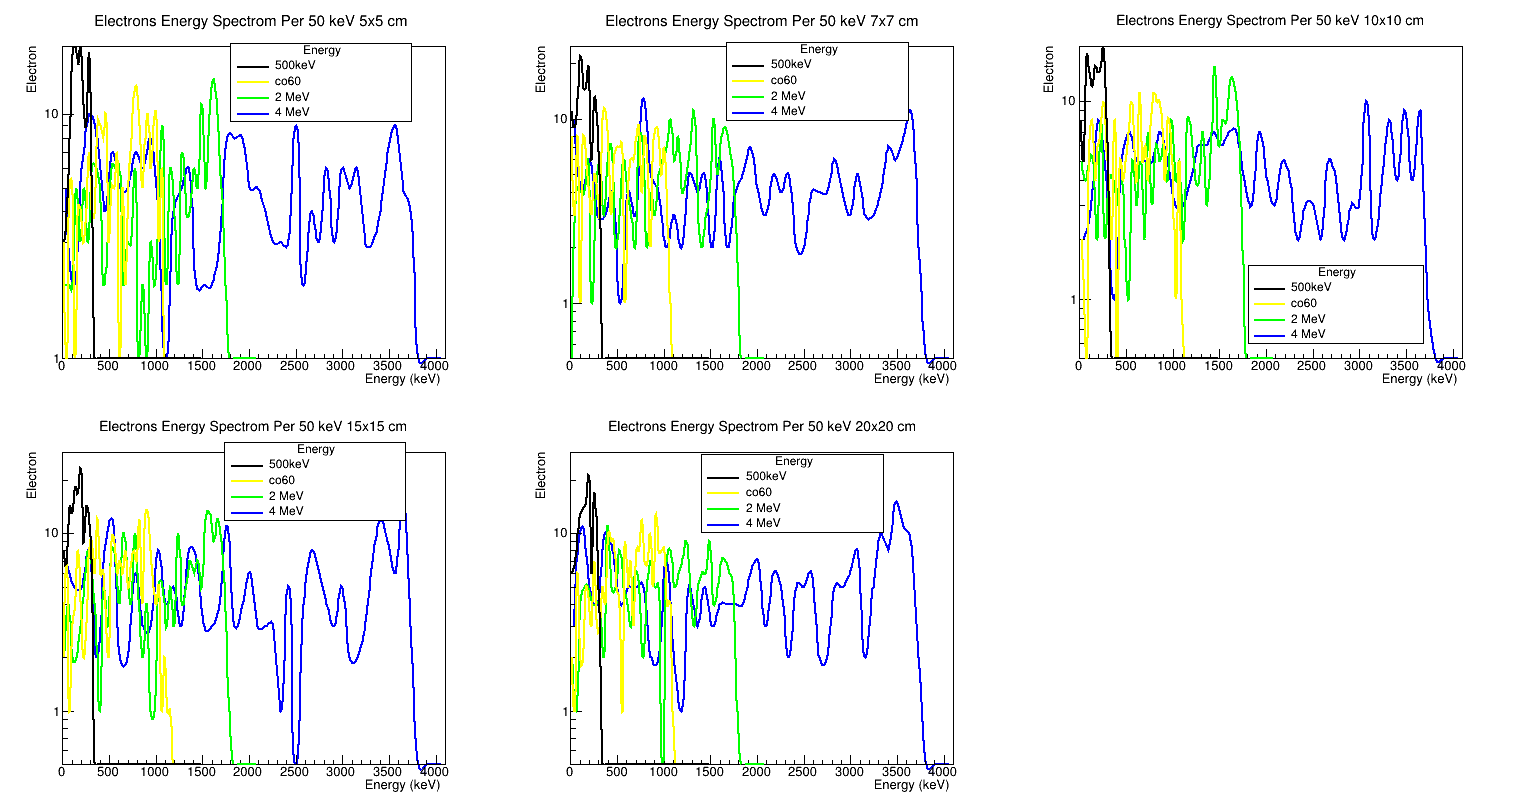 Electrons Energy Spectrom Per 50 keV 5x5 cm
Electron
Energy
500keV
co60
2 MeV
4 MeV
10
1
0 500 1000 1500 2000 2500 3000 3500 4000
Energy (keV)
Electrons Energy Spectrom Per 50 keV 7x7 cm
Electron
Energy
500keV
co60
2 MeV
4 MeV
10
1
0 500 1000 1500 2000 2500 3000 3500 4000
Energy (keV)
Electrons Energy Spectrom Per 50 keV 10x10 cm
Electron
10
1
Energy
500keV
co60
2 MeV
4 MeV
0 500 1000 1500 2000 2500 3000 3500 4000
Energy (keV)
Electrons Energy Spectrom Per 50 keV 15x15 cm
Electron
Energy
500keV
co60
2 MeV
4 MeV
10
1
0 500 1000 1500 2000 2500 3000 3500 4000
Energy (keV)
Electrons Energy Spectrom Per 50 keV 20x20 cm
Electron
Energy
500keV
co60
2 MeV
4 MeV
10
1
0 500 1000 1500 2000 2500 3000 3500 4000
Energy (keV)